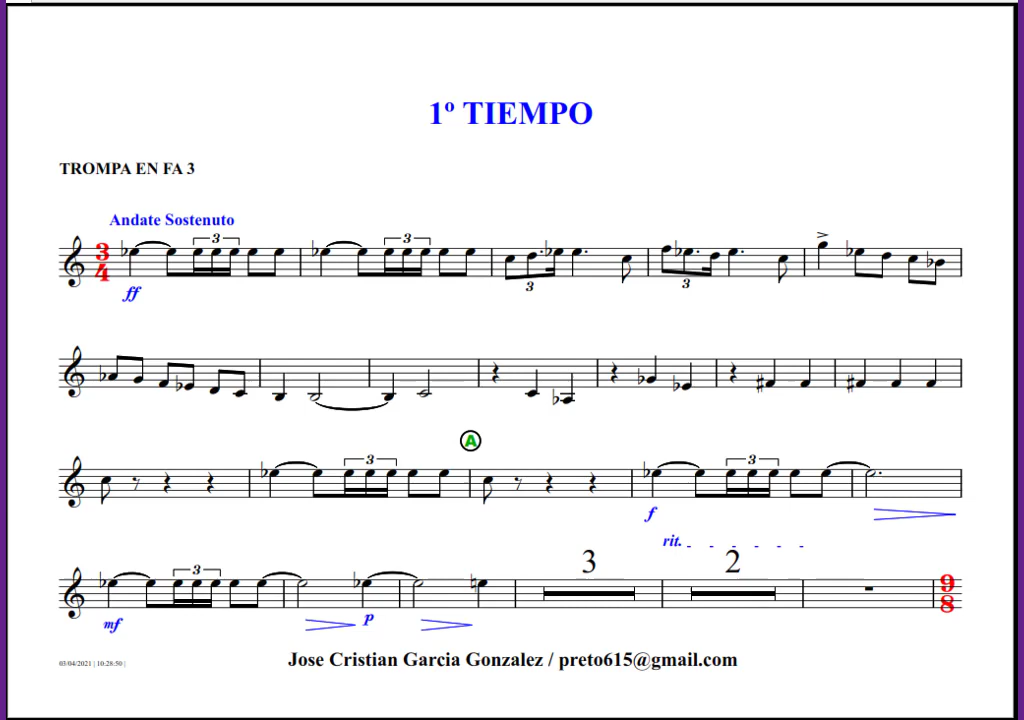 1º TIEMPO
TROMPA EN FA 3
Andate Sostenuto
3
3
3
4
ff
3
3
A
3
3
f
rit.
3
2
3
9
8
mf
p
03/04/2021 | 10:28:50 |
Jose Cristian Garcia Gonzalez / preto615@gmail.com